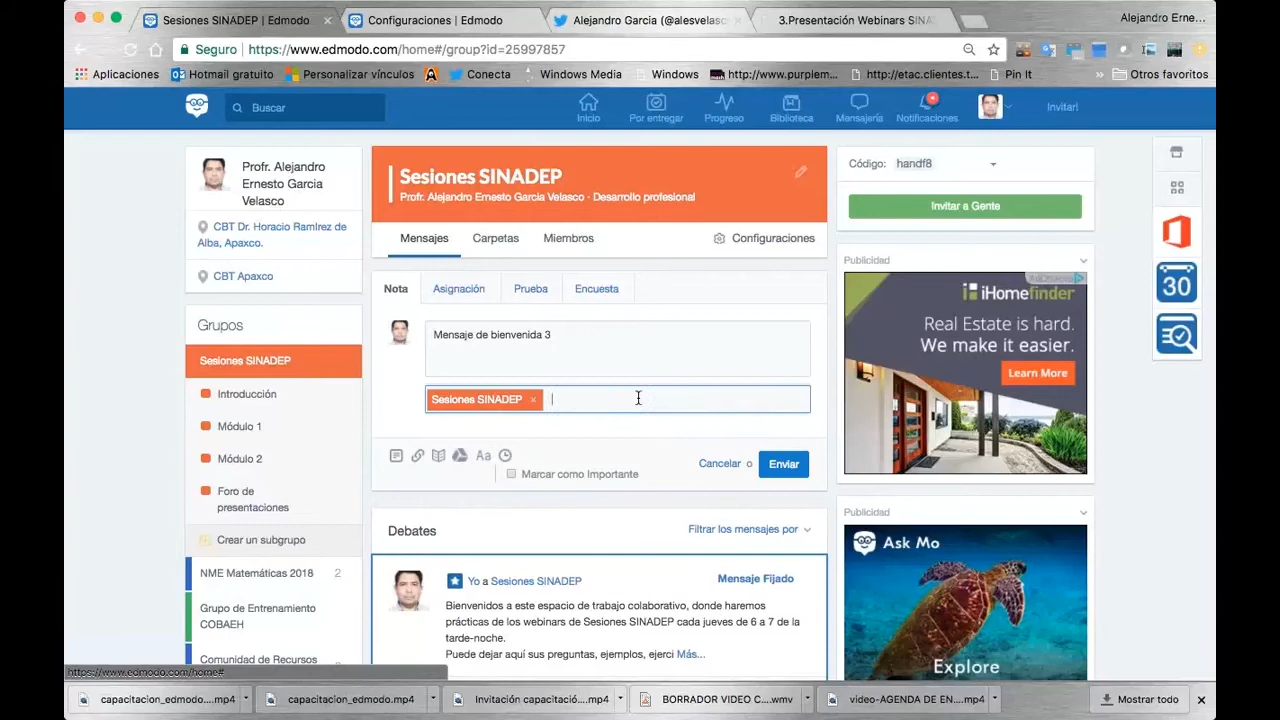 Sesiones SINADEP | Edmodo
Configuraciones | Edmodo
Alejandro Garcia (@alesvelasc
3.Presentación Webinars SINA
Alejandro Erne...
Seguro
https://www.edmodo.com/home#/group?id=25997857
Aplicaciones
Hotmail gratuito
Personalizar vínculos
Conecta
Windows Media
Windows
http://www.purplem...
http://etac.clientes.t...
Pin It
»
Otros favoritos
Buscar
Inicio
Por entregar
Progreso
Biblioteca
Mensajería
Notificaciones
Invitar!
Profr. Alejandro
Ernesto Garcia
Velasco
CBT Dr. Horacio RamIrez de
Alba, Apaxco.
CBT Apaxco
Grupos
Sesiones SINADEP
Introducción
Módulo 1
Módulo 2
Foro de
presentaciones
Crear un subgrupo
NME Matemáticas 2018 2
Grupo de Entrenamiento
COBAEH
Comunidad de Recursos
https://www.edmodo.com/home#
Sesiones SINADEP
Profr. Alejandro Ernesto Garcia Velasco · Desarrollo profesional
Mensajes
Carpetas
Miembros
Configuraciones
Nota
Asignación
Prueba
Encuesta
Mensaje de bienvenida 3
Sesiones SINADEP ×
Aa
Marcar como Importante
Cancelar o Enviar
Debates
Filtrar los mensajes por
Yo a Sesiones SINADEP
Mensaje Fijado
Bienvenidos a este espacio de trabajo colaborativo, donde haremos
prácticas de los webinars de Sesiones SINADEP cada jueves de 6 a 7 de la
tarde-noche.
Puede dejar aquí sus preguntas, ejemplos, ejerci Más...
Código: handf8
Invitar a Gente
Publicidad
iHomefinder
Real Estate is hard.
We make it easier.
Learn More
Publicidad
Ask Mo
Explore
30
capacitacion_edmodo....mp4
capacitacion_edmodo.mp4
Invitación capacitació....mp4
BORRADOR VIDEO C....wmv
video-AGENDA DE EN....mp4
Mostrar todo